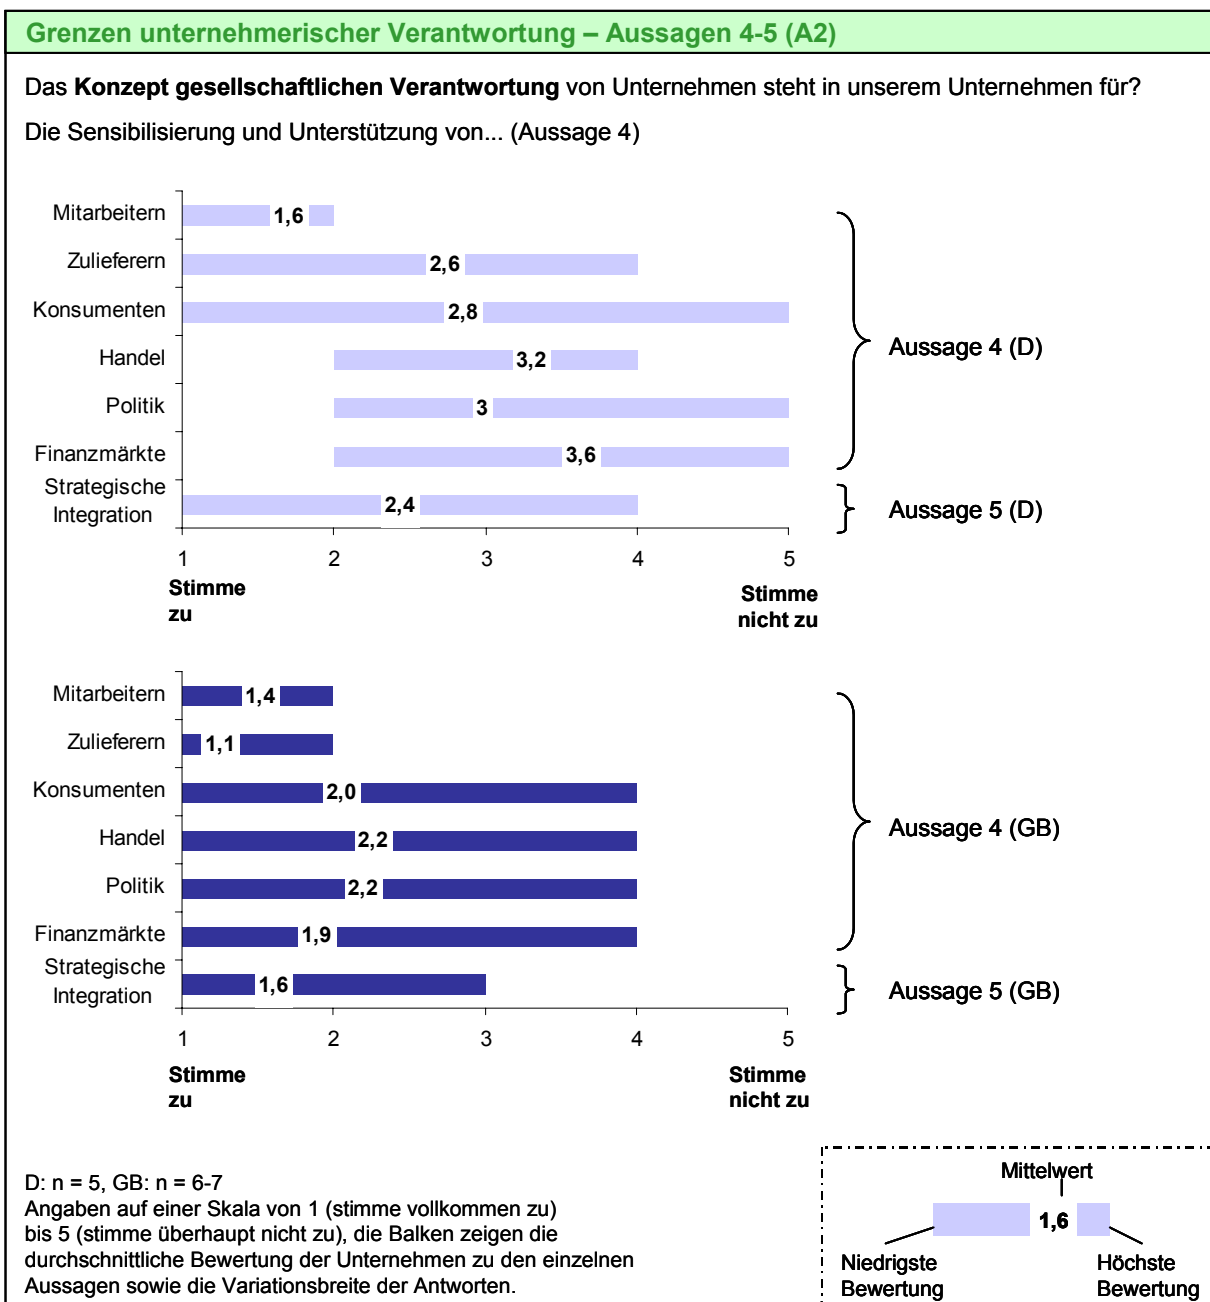 Grenzen unternehmerischer Verantwortung – Aussagen 4-5 (A2)
Das Konzept gesellschaftlichen Verantwortung von Unternehmen steht in unserem Unternehmen für?
Die Sensibilisierung und Unterstützung von... (Aussage 4)
Mitarbeitern
1,6
Zulieferern
2,6
Konsumenten
2,8
Handel
3,2
Aussage 4 (D)
Politik
3
Finanzmärkte
3,6
Strategische
Integration
2,4
Aussage 5 (D)
1 2 3 4 5
Stimme
zu
Stimme
nicht zu
Mitarbeitern
1,4
Zulieferern
1,1
Konsumenten
2,0
Handel
2,2
Aussage 4 (GB)
Politik
2,2
Finanzmärkte
1,9
Strategische
Integration
1,6
Aussage 5 (GB)
1 2 3 4 5
Stimme
zu
Stimme
nicht zu
D: n = 5, GB: n = 6-7
Angaben auf einer Skala von 1 (stimme vollkommen zu)
bis 5 (stimme überhaupt nicht zu), die Balken zeigen die
durchschnittliche Bewertung der Unternehmen zu den einzelnen
Aussagen sowie die Variationsbreite der Antworten.
Mittelwert
1,6
Niedrigste
Bewertung
Höchste
Bewertung